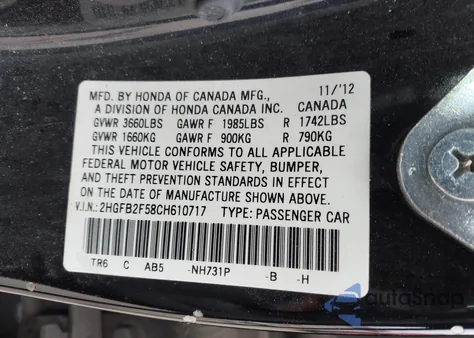 MFD. BY HONDA OF CANADA MFG., 11/'12
A DIVISION OF HONDA CANADA INC. CANADA
GVWR 3660LBS GAWR F 1985LBS R 1742LBS
GVWR 1660KG GAWR F 900KG R 790KG
THIS VEHICLE CONFORMS TO ALL APPLICABLE
FEDERAL MOTOR VEHICLE SAFETY, BUMPER,
AND THEFT PREVENTION STANDARDS IN EFFECT
ON THE DATE OF MANUFACTURE SHOWN ABOVE.
V.I.N.: 2HGFB2F58CH610717 TYPE: PASSENGER CAR
TR6 C AB5 -NH731P -B -H
autoSnap